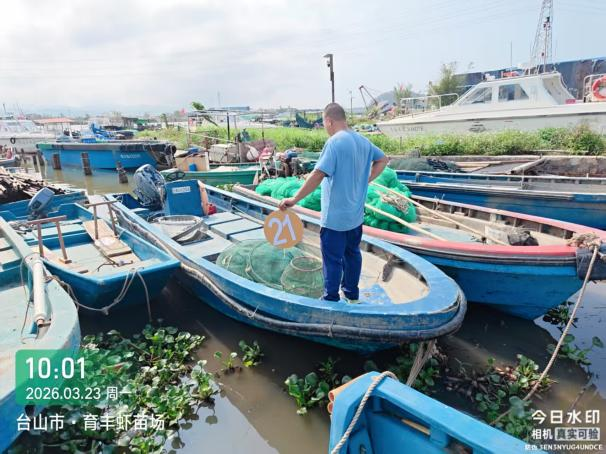 21
10:01
2026.03.23 周一
台山市·育丰虾苗场
今日水印
相机 真实可验
防伪 SEN3NYUG4UNDCE